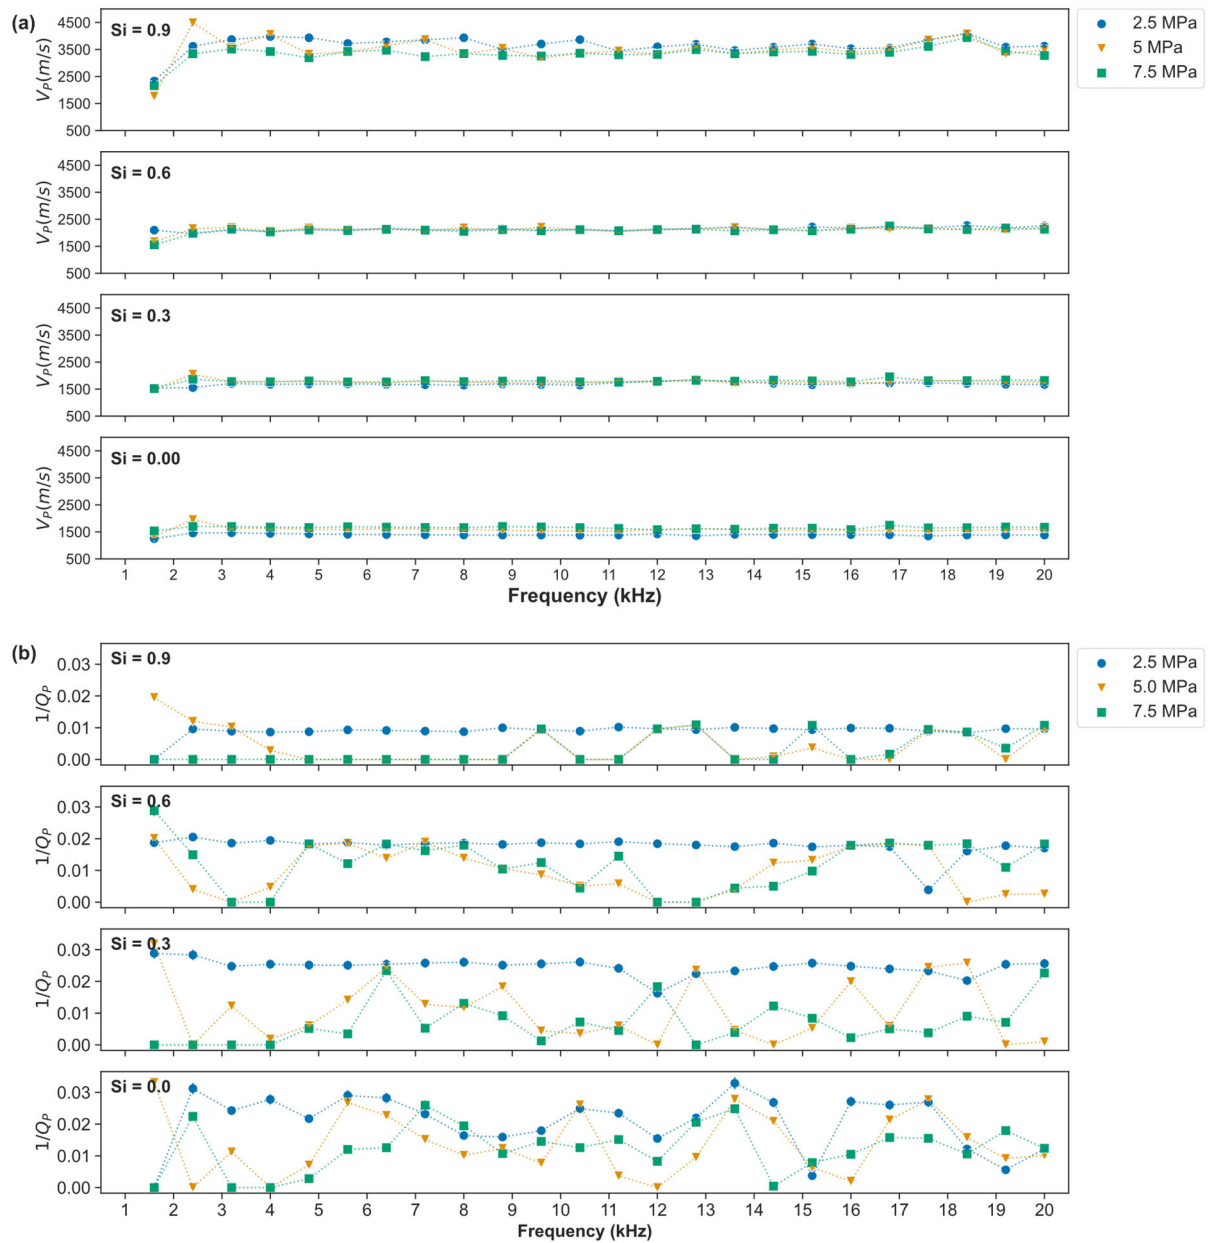 (a)
Si = 0.9
4500
3500
2500
1500
500
V_P(m/s)
2.5 MPa
5 MPa
7.5 MPa
Si = 0.6
4500
3500
2500
1500
500
V_P(m/s)
Si = 0.3
4500
3500
2500
1500
500
V_P(m/s)
Si = 0.00
4500
3500
2500
1500
500
V_P(m/s)
1 2 3 4 5 6 7 8 9 10 11 12 13 14 15 16 17 18 19 20
Frequency (kHz)
(b)
Si = 0.9
0.03
0.02
0.01
0.00
1/Q_P
2.5 MPa
5.0 MPa
7.5 MPa
Si = 0.6
0.03
0.02
0.01
0.00
1/Q_P
Si = 0.3
0.03
0.02
0.01
0.00
1/Q_P
Si = 0.0
0.03
0.02
0.01
0.00
1/Q_P
1 2 3 4 5 6 7 8 9 10 11 12 13 14 15 16 17 18 19 20
Frequency (kHz)